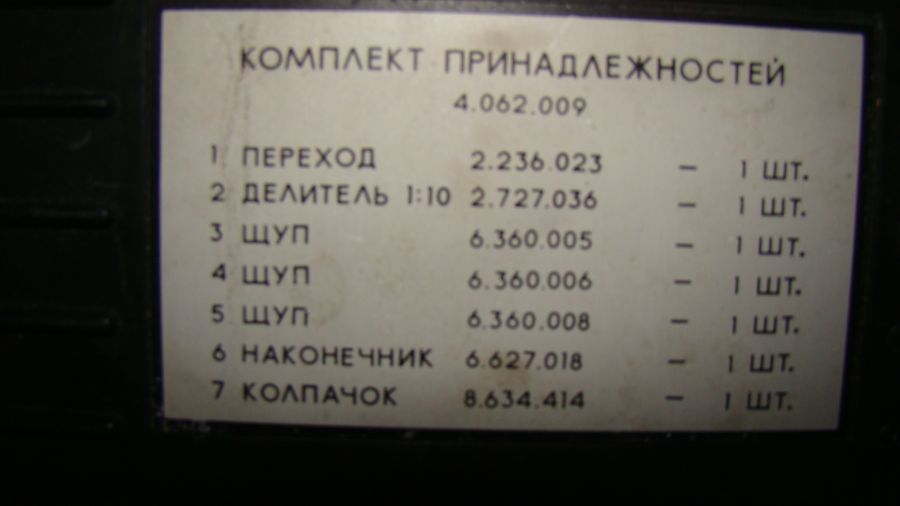 КОМПЛЕКТ ПРИНАДЛЕЖНОСТЕЙ
4.062.009
1 ПЕРЕХОД 2.236.023 – 1 ШТ.
2 ДЕЛИТЕЛЬ 1:10 2.727.036 – 1 ШТ.
3 ЩУП 6.360.005 – 1 ШТ.
4 ЩУП 6.360.006 – 1 ШТ.
5 ЩУП 6.360.008 – 1 ШТ.
6 НАКОНЕЧНИК 6.627.018 – 1 ШТ.
7 КОЛПАЧОК 8.634.414 – 1 ШТ.